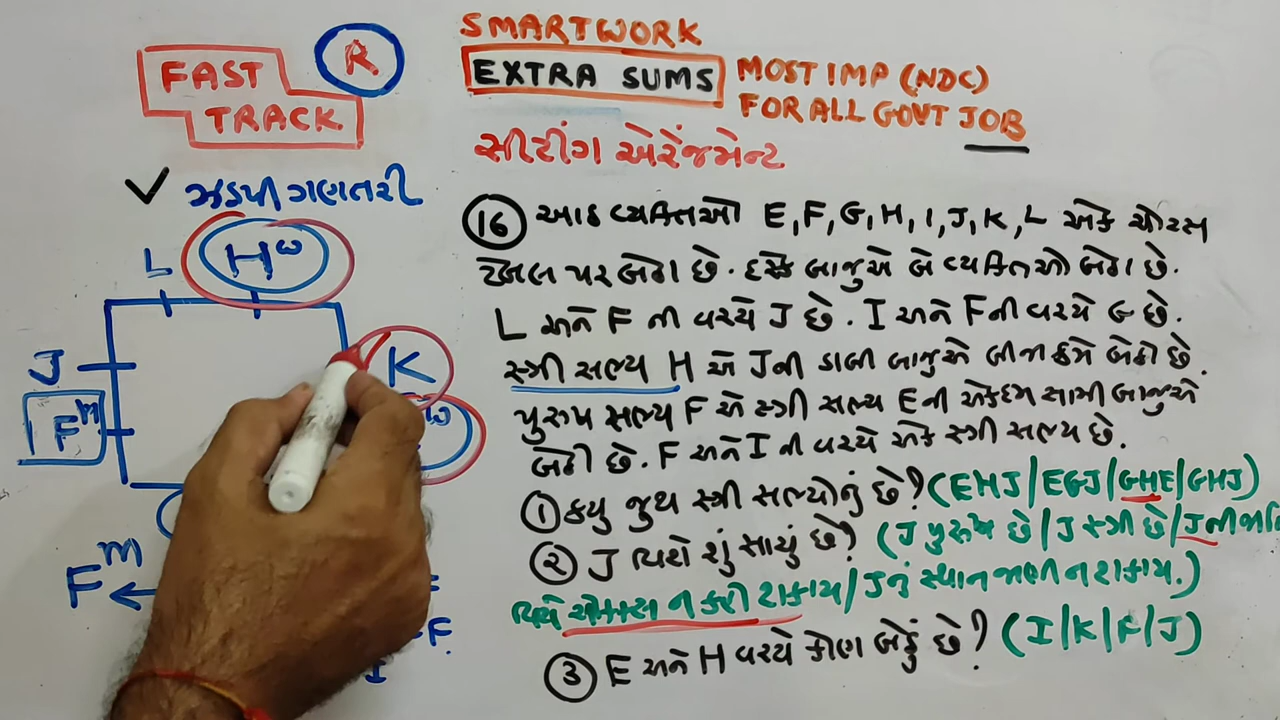 SMARTWORK
FAST
TRACK
R
EXTRA SUMS
MOST IMP (NDC)
FOR ALL GOVT JOB
સીટીંગ એરેંજમેન્ટ
ઝડપી ગણતરી
16 આઠ વ્યક્તિઓ E, F, G, H, I, J, K, L એક ચોરસ
ટેબલ પર બેઠા છે. દરેક બાજુએ બે વ્યક્તિઓ બેઠા છે.
L અને F ની વચ્ચે J છે. I અને F ની વચ્ચે G છે.
સ્ત્રી સભ્ય H એ J ની ડાબી બાજુએ બીજા ક્રમે બેઠી છે.
પુરુષ સભ્ય F એ સ્ત્રી સભ્ય E ની એકદમ સામી બાજુએ
બેઠી છે. F અને I ની વચ્ચે એક સ્ત્રી સભ્ય છે.
① કયુ જુથ સ્ત્રી સભ્યોનું છે? (EHJ/EGJ/GHE/GHJ)
② J વિશે શું સાચું છે? (J પુરુષ છે/J સ્ત્રી છે/J ની જાતિ
વિશે ચોક્કસ ન કહી શકાય/J નું સ્થાન જાણી ન શકાય.)
③ E અને H વચ્ચે કોણ બેઠું છે? (I/K/F/J)
L H W
J K
F M W
F M ←
F
I